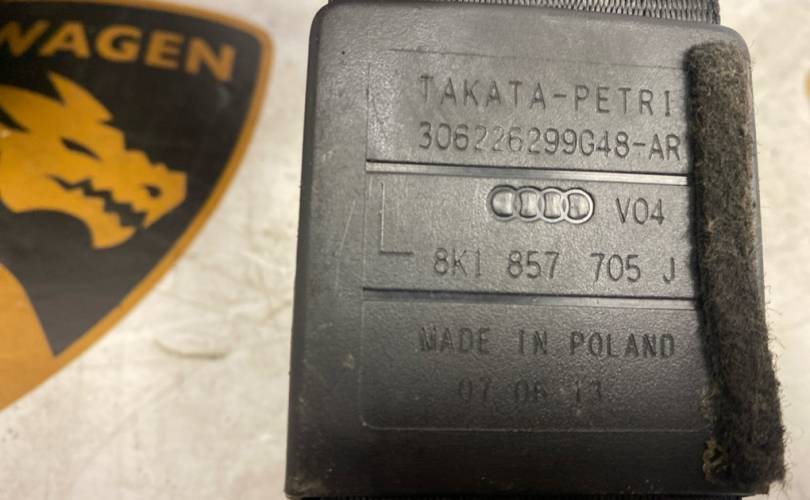 WAGEN
TAKATA-PETRI
306226299G48-AR
V04
8K1 857 705 J
MADE IN POLAND